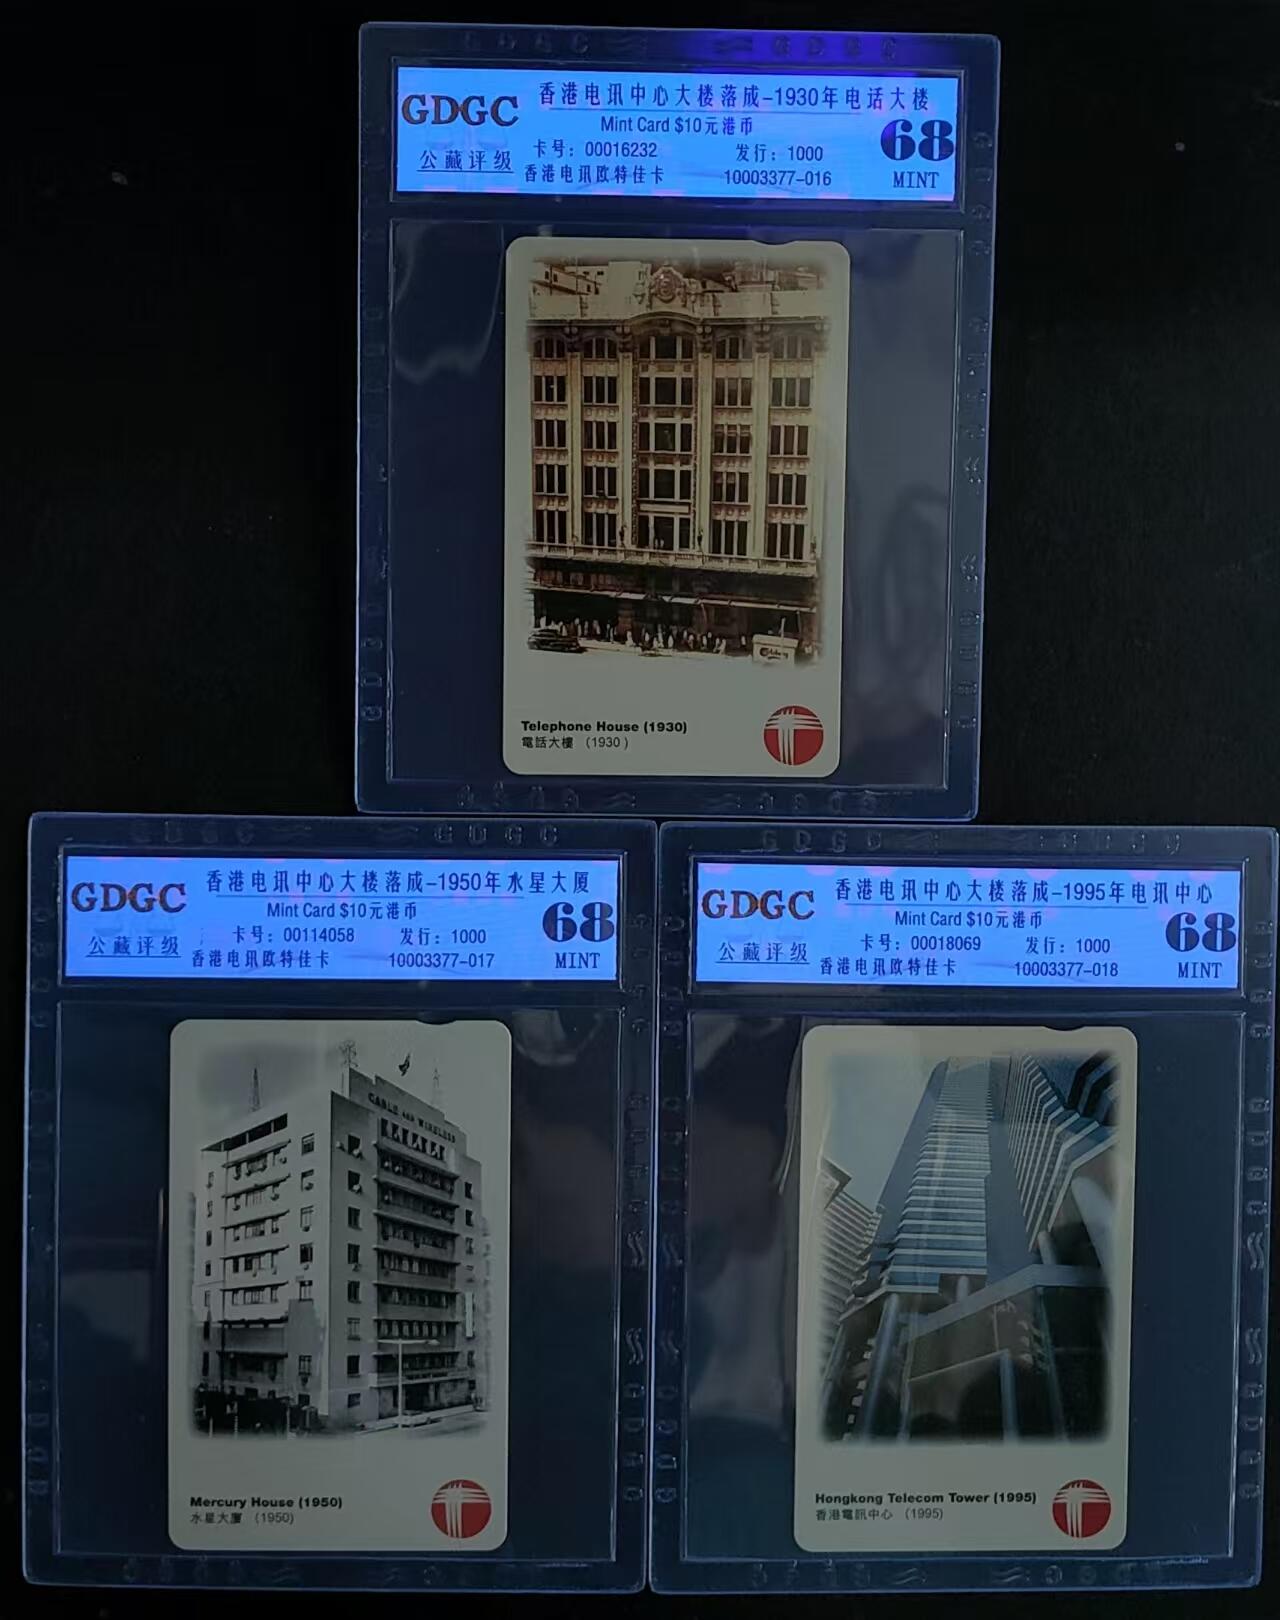 GDGC
公藏评级
香港电讯中心大楼落成-1930年电话大楼
Mint Card $10元港币
卡号: 00016232 发行: 1000
香港电讯欧特佳卡 10003377-016
68
MINT
Carlsberg
Telephone House (1930)
電話大樓 (1930)
GDGC
公藏评级
香港电讯中心大楼落成-1950年水星大厦
Mint Card $10元港币
卡号: 00114058 发行: 1000
香港电讯欧特佳卡 10003377-017
68
MINT
CABLE AND WIRELESS
Mercury House (1950)
水星大廈 (1950)
GDGC
公藏评级
香港电讯中心大楼落成-1995年电讯中心
Mint Card $10元港币
卡号: 00018069 发行: 1000
香港电讯欧特佳卡 10003377-018
68
MINT
Hongkong Telecom Tower (1995)
香港電訊中心 (1995)